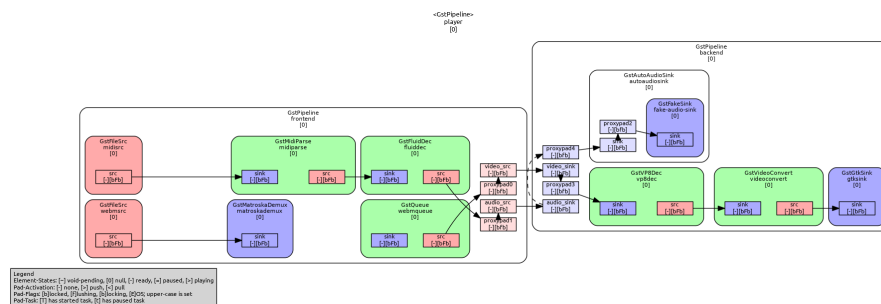 <GstPipeline>
player
[0]
GstPipeline
backend
[0]
GstAutoAudioSink
autoaudiosink
[0]
GstFakeSink
fake-audio-sink
[0]
proxypad2
[-][bfb]
sink
[-][bfb]
sink
[-][bFb]
proxypad4
[-][bfb]
video_sink
[-][bfb]
proxypad3
[-][bfb]
audio_sink
[-][bfb]
GstVP8Dec
vp8dec
[0]
sink
[-][bFb]
src
[-][bFb]
GstVideoConvert
videoconvert
[0]
sink
[-][bFb]
src
[-][bFb]
GstGtkSink
gtksink
[0]
sink
[-][bFb]
GstPipeline
frontend
[0]
GstFileSrc
midisrc
[0]
src
[-][bFb]
GstMidiParse
midiparse
[0]
sink
[-][bFb]
src
[-][bFb]
GstFluidDec
fluiddec
[0]
sink
[-][bFb]
src
[-][bFb]
video_src
[-][bfb]
proxypad0
[-][bfb]
audio_src
[-][bfb]
proxypad1
[-][bfb]
GstFileSrc
webmsrc
[0]
src
[-][bFb]
GstMatroskaDemux
matroskademux
[0]
sink
[-][bFb]
GstQueue
webmqueue
[0]
sink
[-][bFb]
src
[-][bFb]
Legend
Element-States: [~] void-pending, [0] null, [-] ready, [=] paused, [>] playing
Pad-Activation: [-] none, [>] push, [<] pull
Pad-Flags: [b]locked, [f]lushing, [b]locking, [E]OS; upper-case is set
Pad-Task: [T] has started task, [t] has paused task